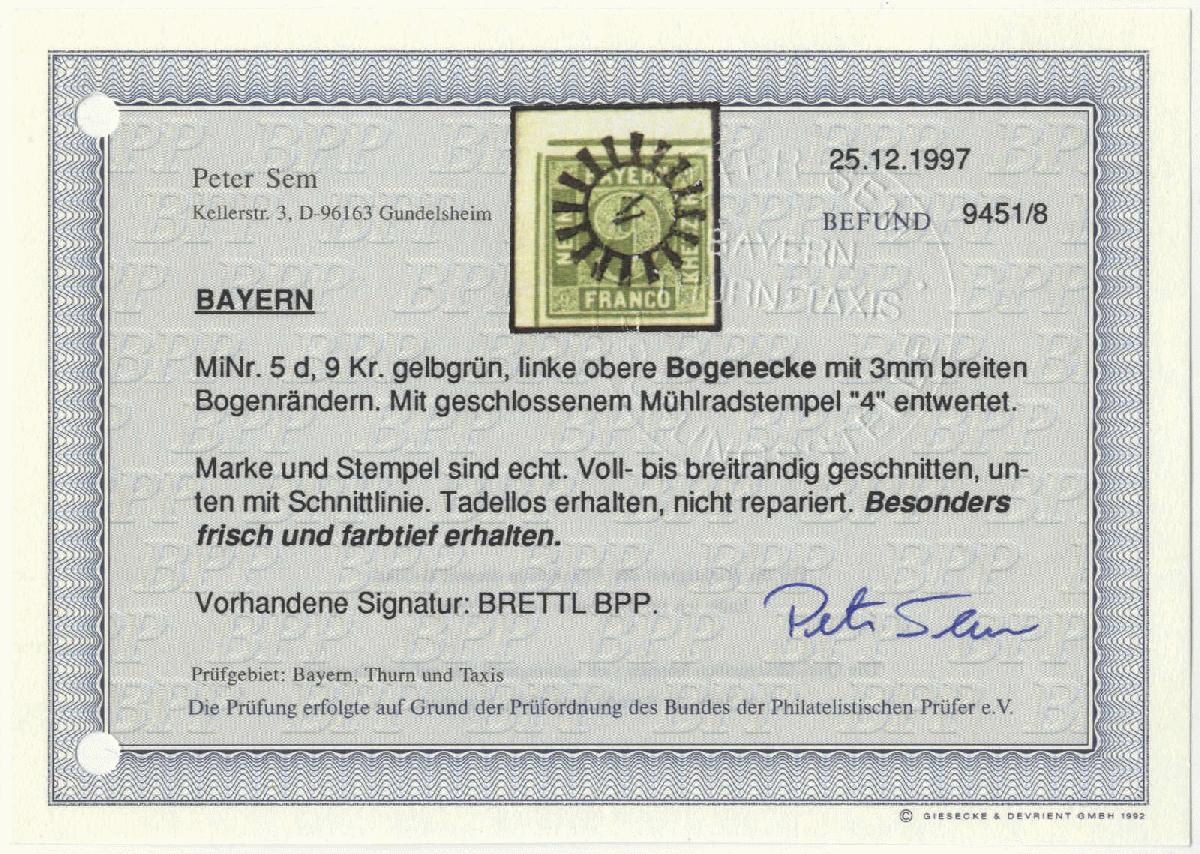 Peter Sem
Kellerstr. 3, D-96163 Gundelsheim
25.12.1997
BEFUND 9451/8
BAYERN
FRANCO
BAYERN
MiNr. 5 d, 9 Kr. gelbgrün, linke obere Bogenecke mit 3mm breiten
Bogenrändern. Mit geschlossenem Mühlradstempel "4" entwertet.
Marke und Stempel sind echt. Voll- bis breitrandig geschnitten, un-
ten mit Schnittlinie. Tadellos erhalten, nicht repariert. Besonders
frisch und farbtief erhalten.
Vorhandene Signatur: BRETTL BPP.
Peter Sem
Prüfgebiet: Bayern, Thurn und Taxis
Die Prüfung erfolgte auf Grund der Prüfordnung des Bundes der Philatelistischen Prüfer e.V.
© GIESECKE & DEVRIENT GMBH 1992